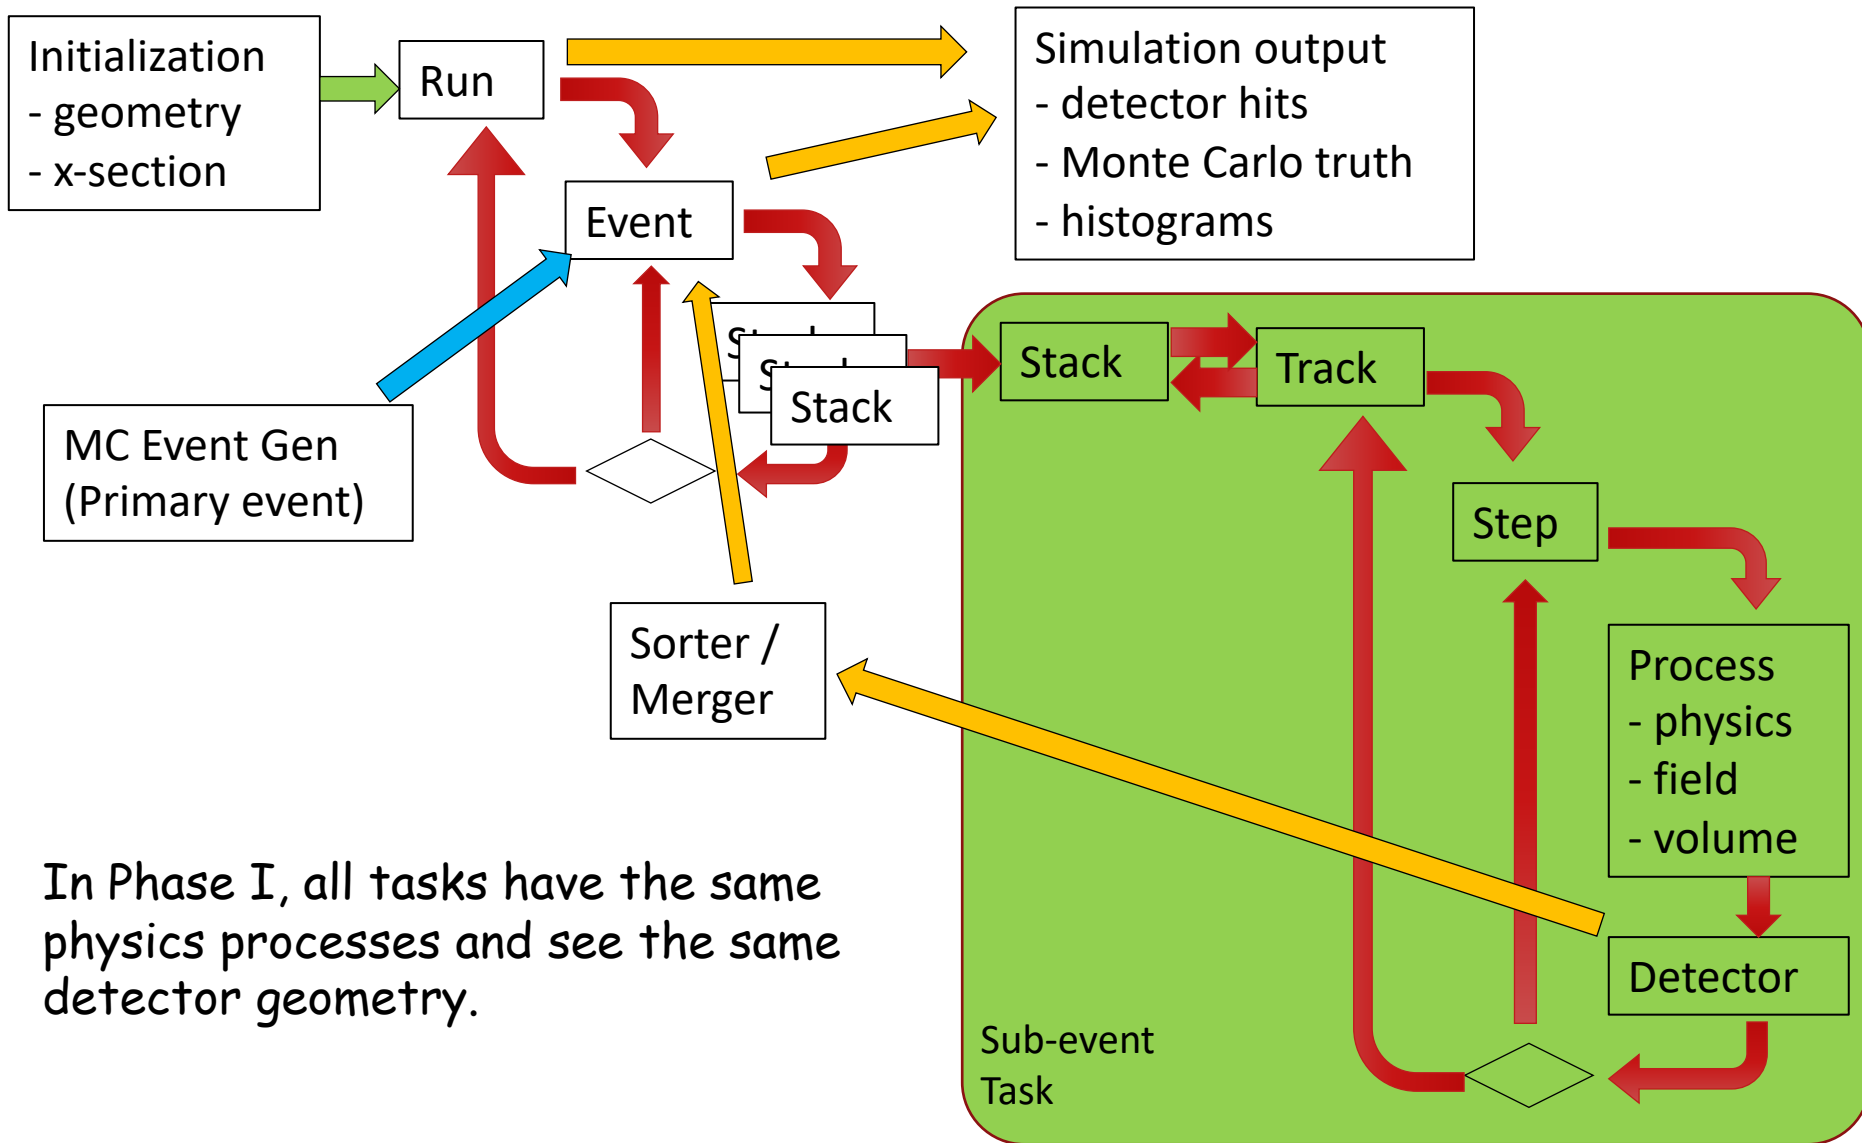 Initialization
- geometry
- x-section
Run
Simulation output
- detector hits
- Monte Carlo truth
- histograms
Event
Stack
Stack
Stack
Stack
Track
MC Event Gen
(Primary event)
Step
Sorter /
Merger
Process
- physics
- field
- volume
In Phase I, all tasks have the same
physics processes and see the same
detector geometry.
Detector
Sub-event
Task